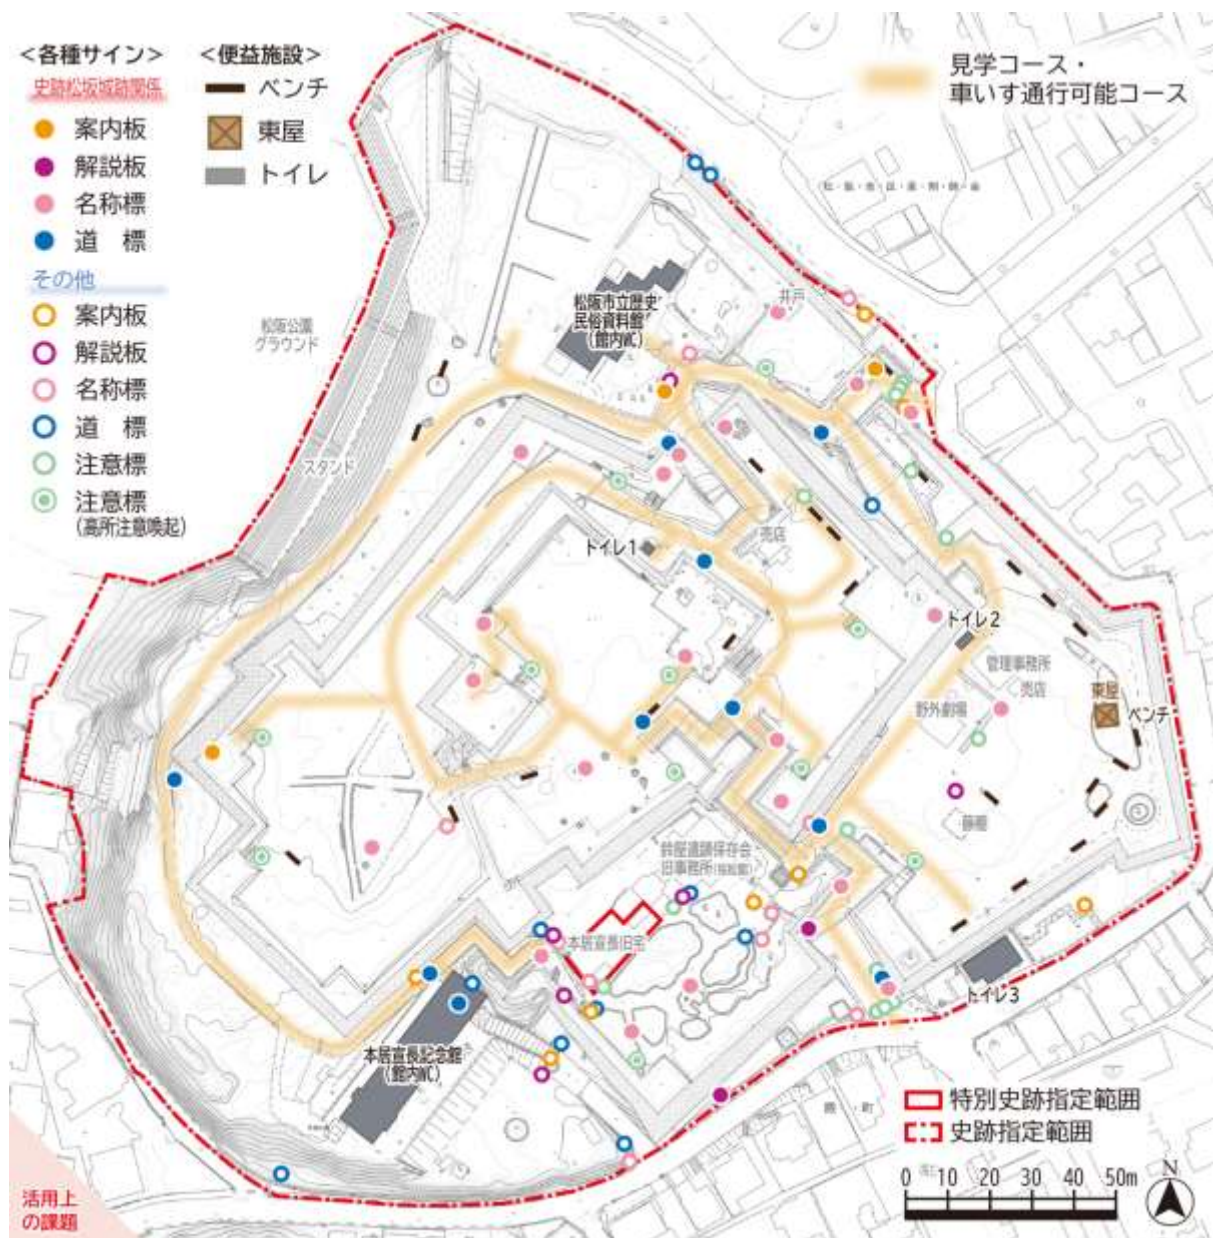 <各種サイン>
史跡松坂城跡関係
案内板
解説板
名称標
道 標
その他
案内板
解説板
名称標
道 標
注意標
注意標
(高所注意喚起)
<便益施設>
ベンチ
東屋
トイレ
見学コース・
車いす通行可能コース
松阪市立歴史
民俗資料館
(館内WC)
井戸
松阪公園
グラウンド
スタンド
売店
トイレ1
トイレ2
管理事務所
売店
東屋
野外劇場
ベンチ
藤棚
鈴屋遺蹟保存会
旧事務所
本居宣長旧宅
トイレ3
本居宣長記念館
(館内WC)
殿・町
特別史跡指定範囲
史跡指定範囲
0 10 20 30 40 50m
N
活用上
の課題